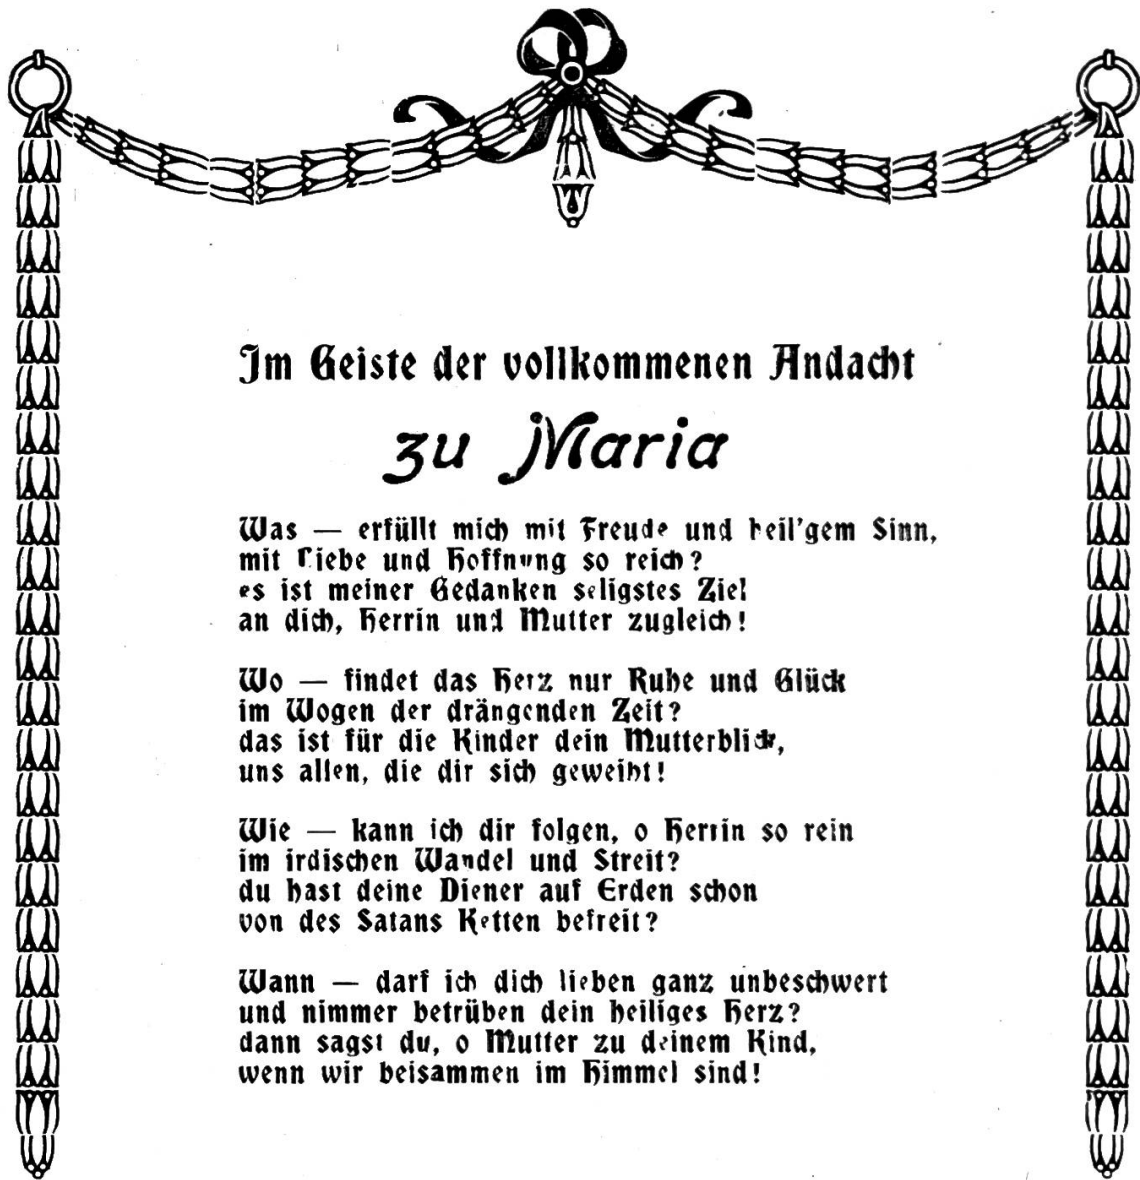 Im Geiste der vollkommenen Andacht
zu Maria
Was — erfüllt mich mit Freude und heil'gem Sinn,
mit Liebe und Hoffnung so reich?
es ist meiner Gedanken seligstes Ziel
an dich, Herrin und Mutter zugleich!
Wo — findet das Herz nur Ruhe und Glück
im Wogen der drängenden Zeit?
das ist für die Kinder dein Mutterblick,
uns allen, die dir sich geweiht!
Wie — kann ich dir folgen, o Herrin so rein
im irdischen Wandel und Streit?
du hast deine Diener auf Erden schon
von des Satans Ketten befreit?
Wann — darf ich dich lieben ganz unbeschwert
und nimmer betrüben dein heiliges Herz?
dann sagst du, o Mutter zu deinem Kind,
wenn wir beisammen im Himmel sind!